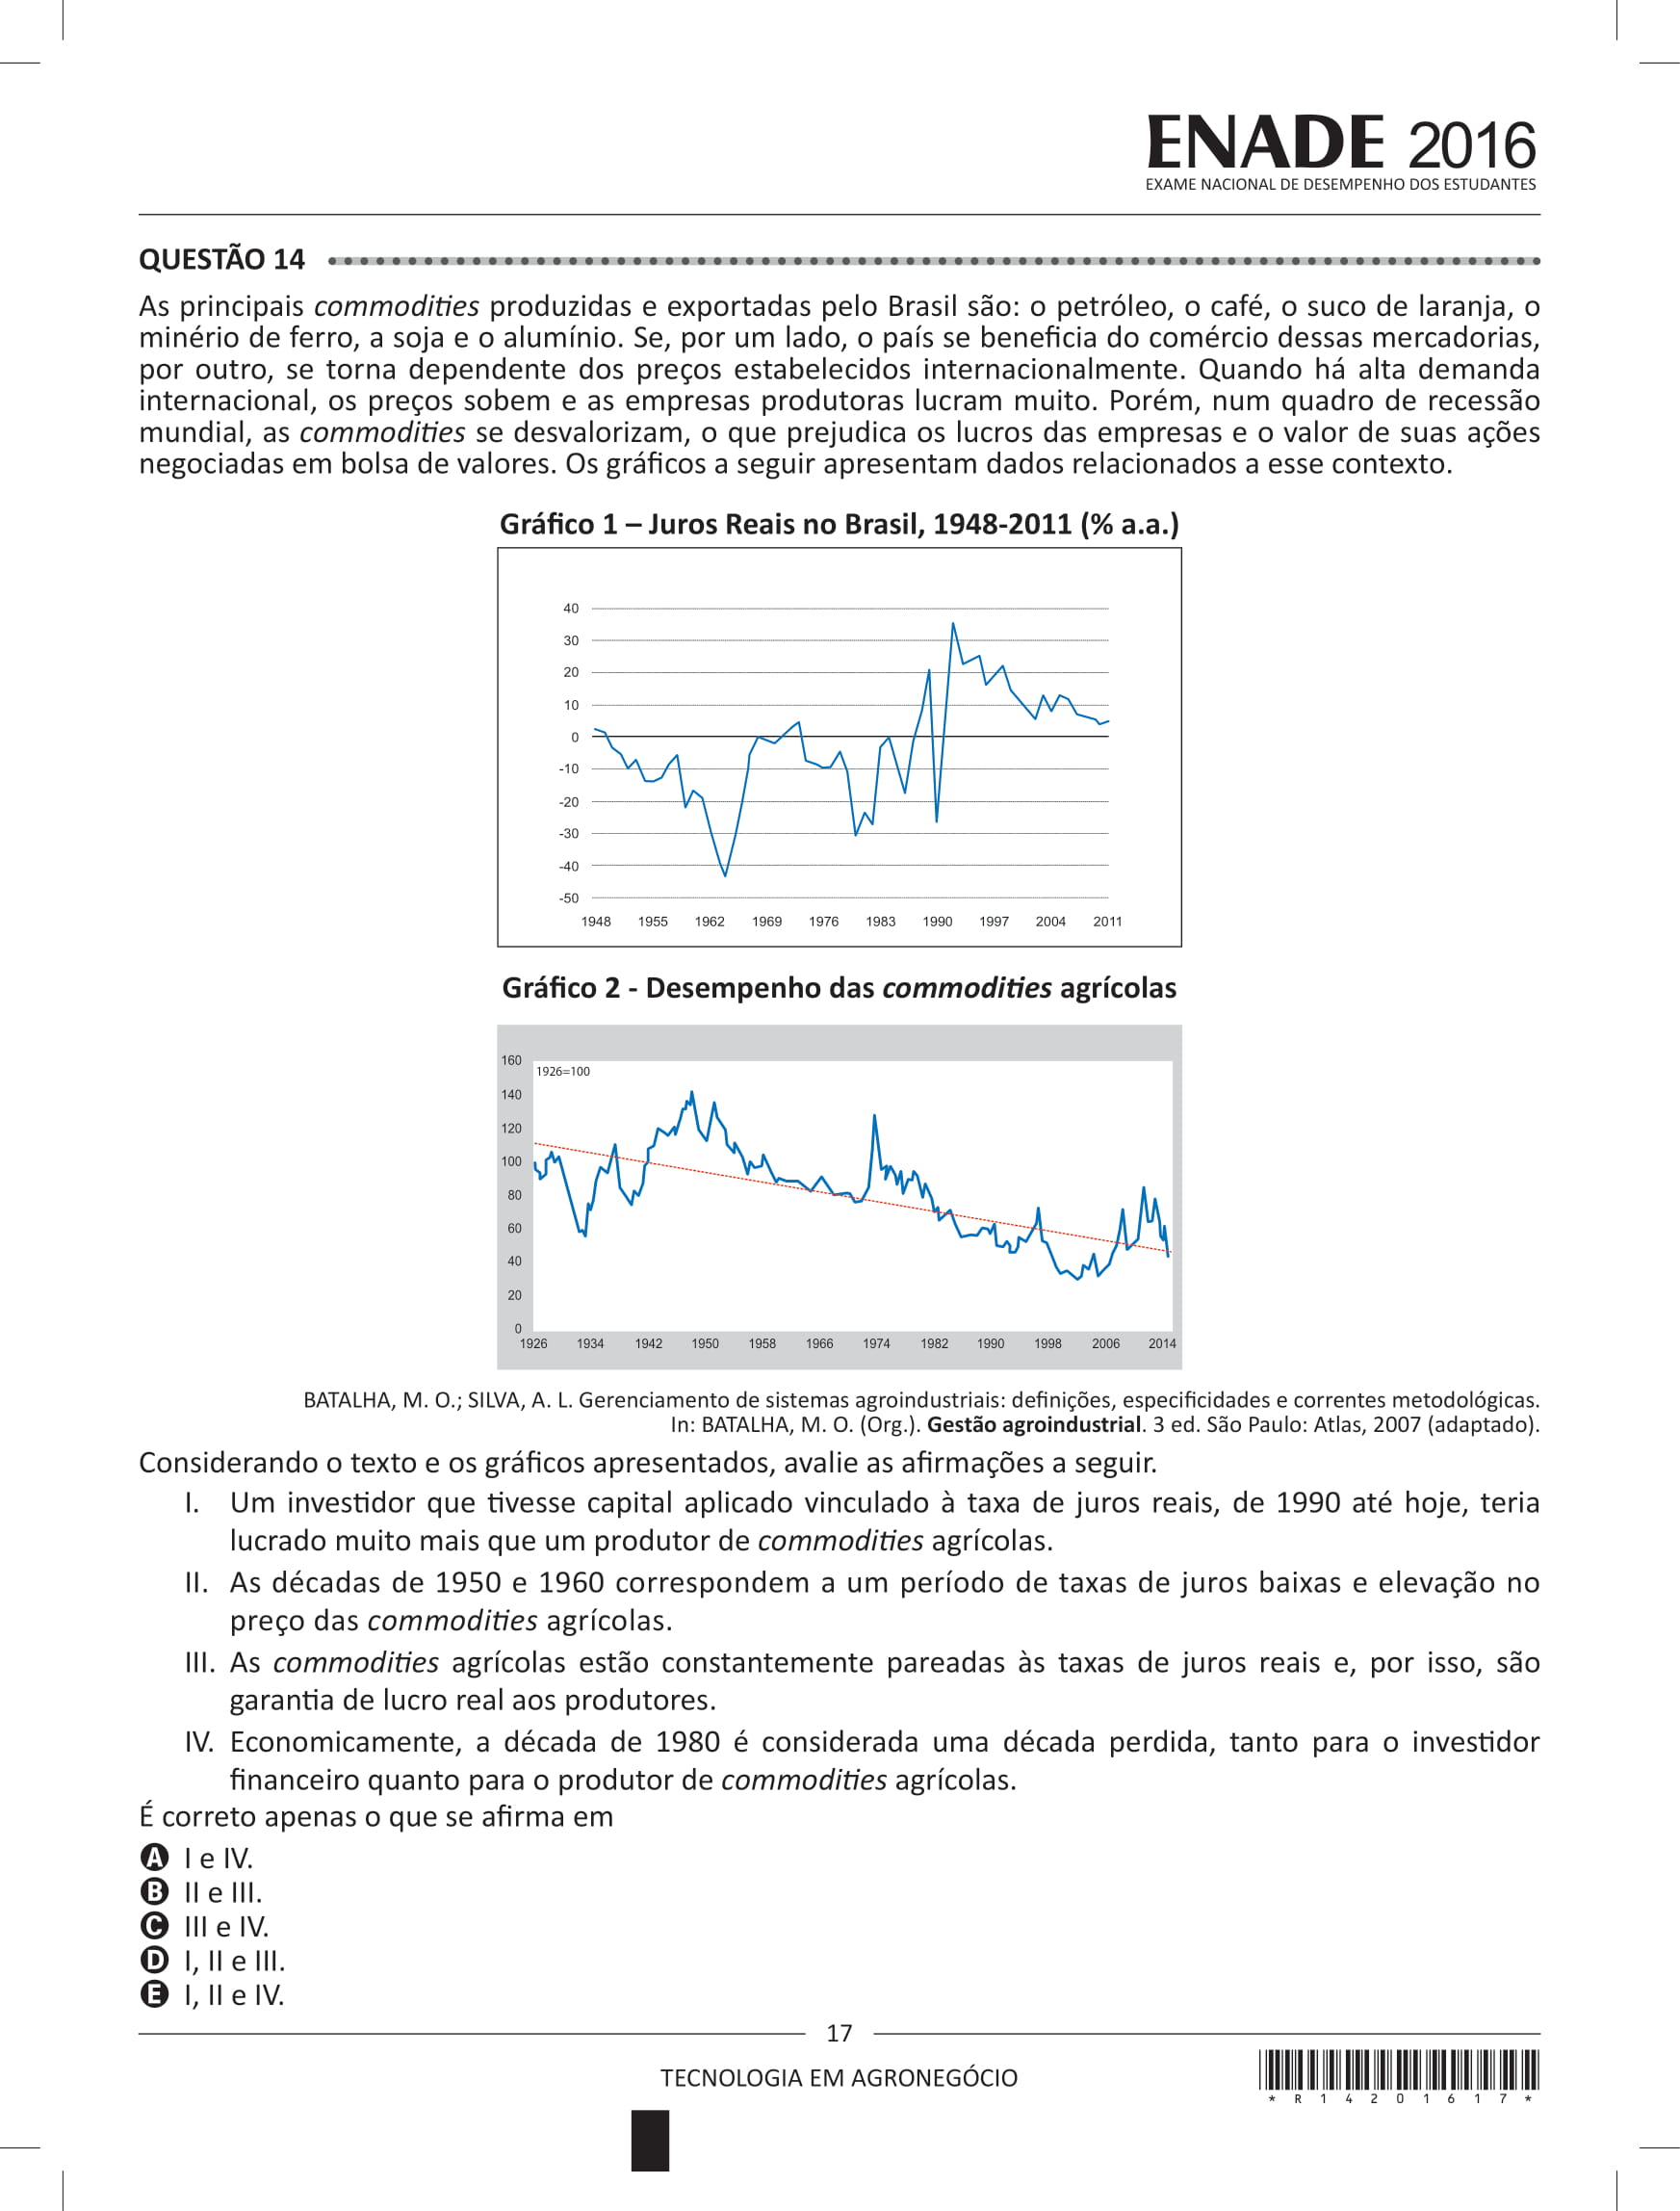 ENADE 2016
EXAME NACIONAL DE DESEMPENHO DOS ESTUDANTES
QUESTÃO 14
As principais commodities produzidas e exportadas pelo Brasil são: o petróleo, o café, o suco de laranja, o
minério de ferro, a soja e o alumínio. Se, por um lado, o país se beneficia do comércio dessas mercadorias,
por outro, se torna dependente dos preços estabelecidos internacionalmente. Quando há alta demanda
internacional, os preços sobem e as empresas produtoras lucram muito. Porém, num quadro de recessão
mundial, as commodities se desvalorizam, o que prejudica os lucros das empresas e o valor de suas ações
negociadas em bolsa de valores. Os gráficos a seguir apresentam dados relacionados a esse contexto.
Gráfico 1 – Juros Reais no Brasil, 1948-2011 (% a.a.)
40
30
20
10
0
-10
-20
-30
-40
-50
1948 1955 1962 1969 1976 1983 1990 1997 2004 2011
Gráfico 2 - Desempenho das commodities agrícolas
160
1926=100
140
120
100
80
60
40
20
0
1926 1934 1942 1950 1958 1966 1974 1982 1990 1998 2006 2014
BATALHA, M. O.; SILVA, A. L. Gerenciamento de sistemas agroindustriais: definições, especificidades e correntes metodológicas.
In: BATALHA, M. O. (Org.). Gestão agroindustrial. 3 ed. São Paulo: Atlas, 2007 (adaptado).
Considerando o texto e os gráficos apresentados, avalie as afirmações a seguir.
I. Um investidor que tivesse capital aplicado vinculado à taxa de juros reais, de 1990 até hoje, teria
lucrado muito mais que um produtor de commodities agrícolas.
II. As décadas de 1950 e 1960 correspondem a um período de taxas de juros baixas e elevação no
preço das commodities agrícolas.
III. As commodities agrícolas estão constantemente pareadas às taxas de juros reais e, por isso, são
garantia de lucro real aos produtores.
IV. Economicamente, a década de 1980 é considerada uma década perdida, tanto para o investidor
financeiro quanto para o produtor de commodities agrícolas.
É correto apenas o que se afirma em
A I e IV.
B II e III.
C III e IV.
D I, II e III.
E I, II e IV.
17
TECNOLOGIA EM AGRONEGÓCIO
* R 1 4 2 0 1 6 1 7 *